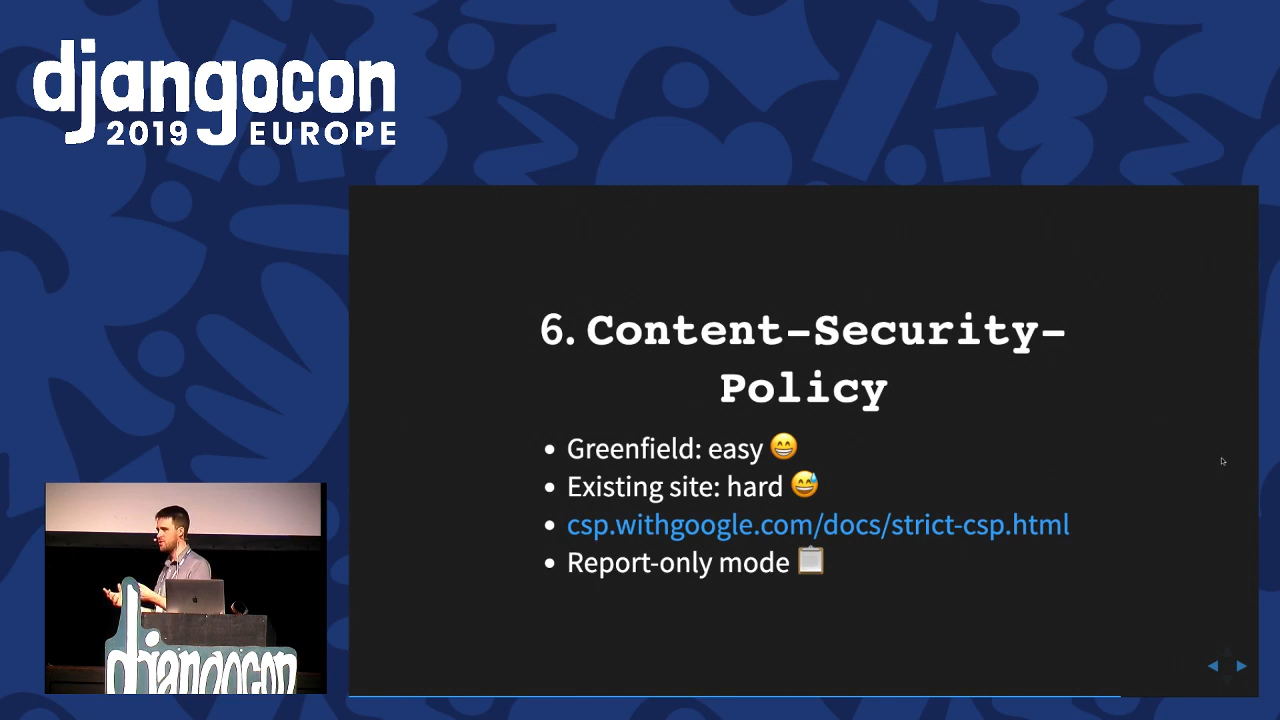 djangocon
2019 EUROPE
6. Content-Security-
Policy
• Greenfield: easy 😁
• Existing site: hard 😅
• csp.withgoogle.com/docs/strict-csp.html
• Report-only mode 📋
djangocon